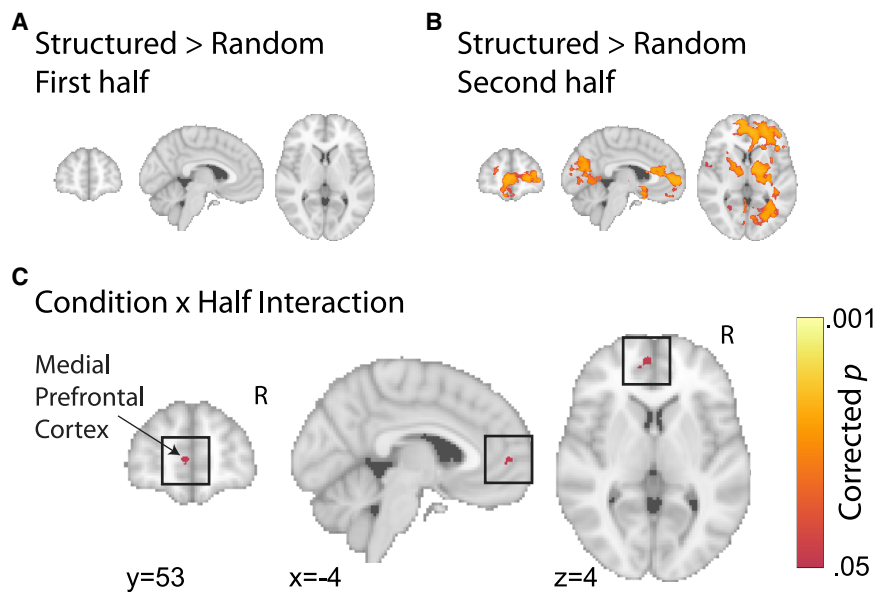 A
Structured > Random
First half
B
Structured > Random
Second half
C
Condition x Half Interaction
Medial
Prefrontal
Cortex
R
R
y=53
x=-4
z=4
.001
Corrected p
.05